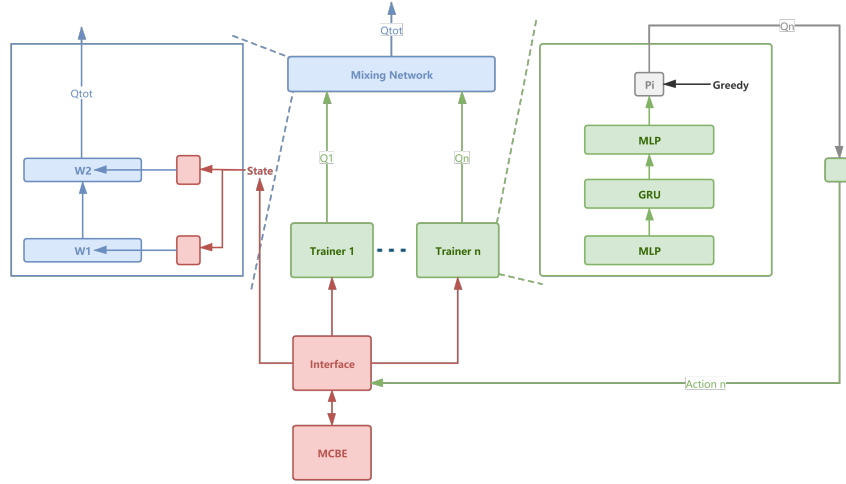 Qtot
Qn
Mixing Network
Pi
Greedy
Qtot
MLP
Q1
Qn
W2
State
GRU
W1
Trainer 1
Trainer n
MLP
Interface
Action n
MCBE